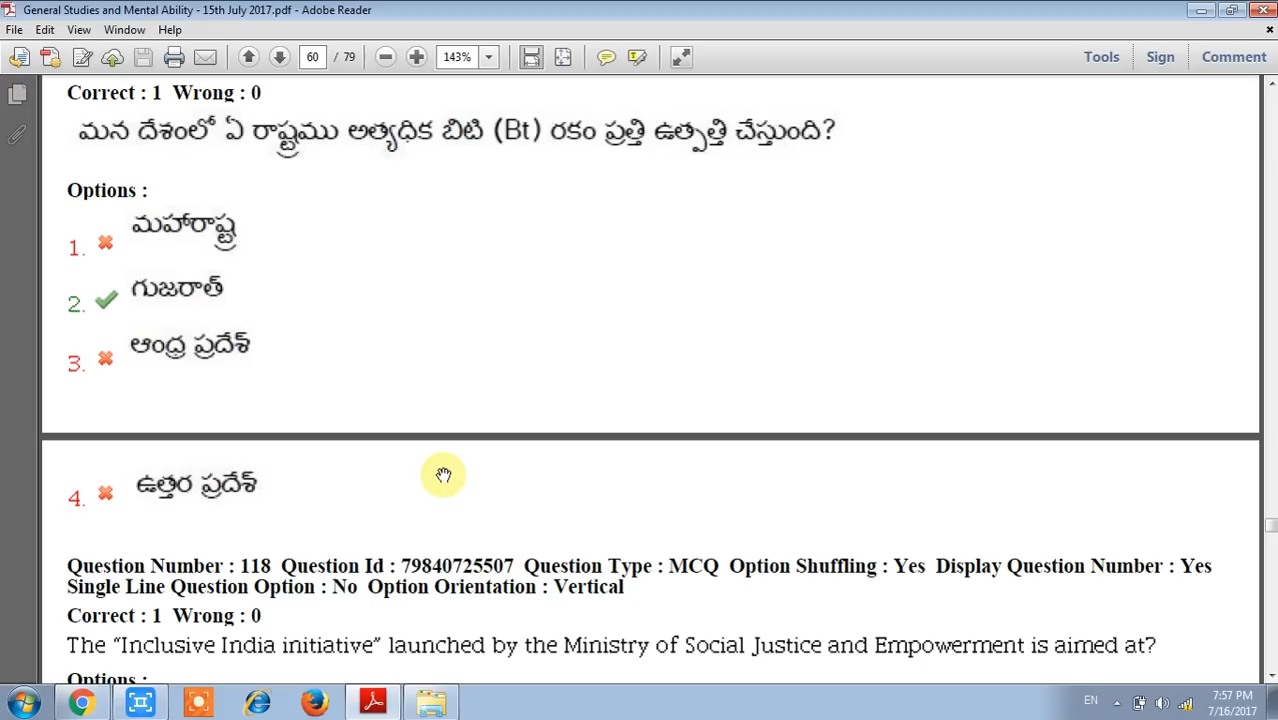 General Studies and Mental Ability - 15th July 2017.pdf - Adobe Reader
File Edit View Window Help
60 / 79 143% Tools Sign Comment
Correct : 1 Wrong : 0
మన దేశంలో ఏ రాష్ట్రము అత్యధిక బిటి (Bt) రకం ప్రత్తి ఉత్పత్తి చేస్తుంది?
Options :
1. మహారాష్ట్ర
2. గుజరాత్
3. ఆంధ్ర ప్రదేశ్
4. ఉత్తర ప్రదేశ్
Question Number : 118 Question Id : 79840725507 Question Type : MCQ Option Shuffling : Yes Display Question Number : Yes
Single Line Question Option : No Option Orientation : Vertical
Correct : 1 Wrong : 0
The “Inclusive India initiative” launched by the Ministry of Social Justice and Empowerment is aimed at?
Options :
EN 7:57 PM
7/16/2017